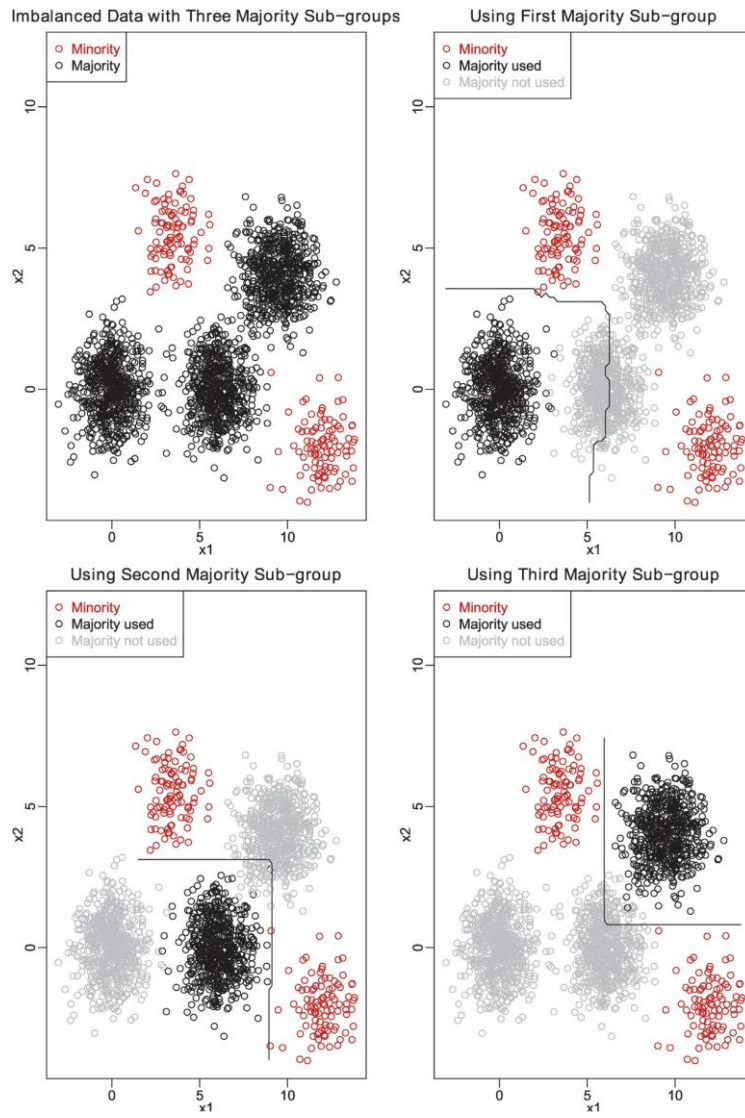 Imbalanced Data with Three Majority Sub-groups
Minority
Majority
x2
10
5
0
0
5
10
x1
Using First Majority Sub-group
Minority
Majority used
Majority not used
x2
10
5
0
0
5
10
x1
Using Second Majority Sub-group
Minority
Majority used
Majority not used
x2
10
5
0
0
5
10
x1
Using Third Majority Sub-group
Minority
Majority used
Majority not used
x2
10
5
0
0
5
10
x1